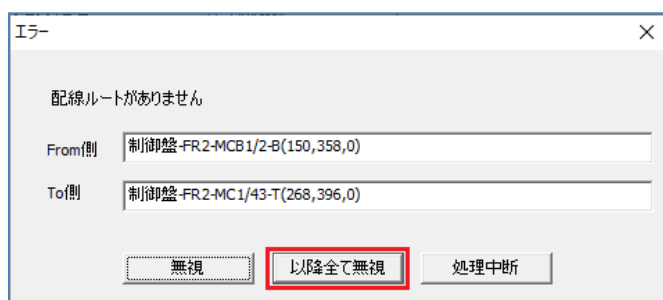 エラー
配線ルートがありません
From側
制御盤-FR2-MCB1/2-B(150,358,0)
To側
制御盤-FR2-MC1/43-T(268,396,0)
無視 以降全て無視 処理中断